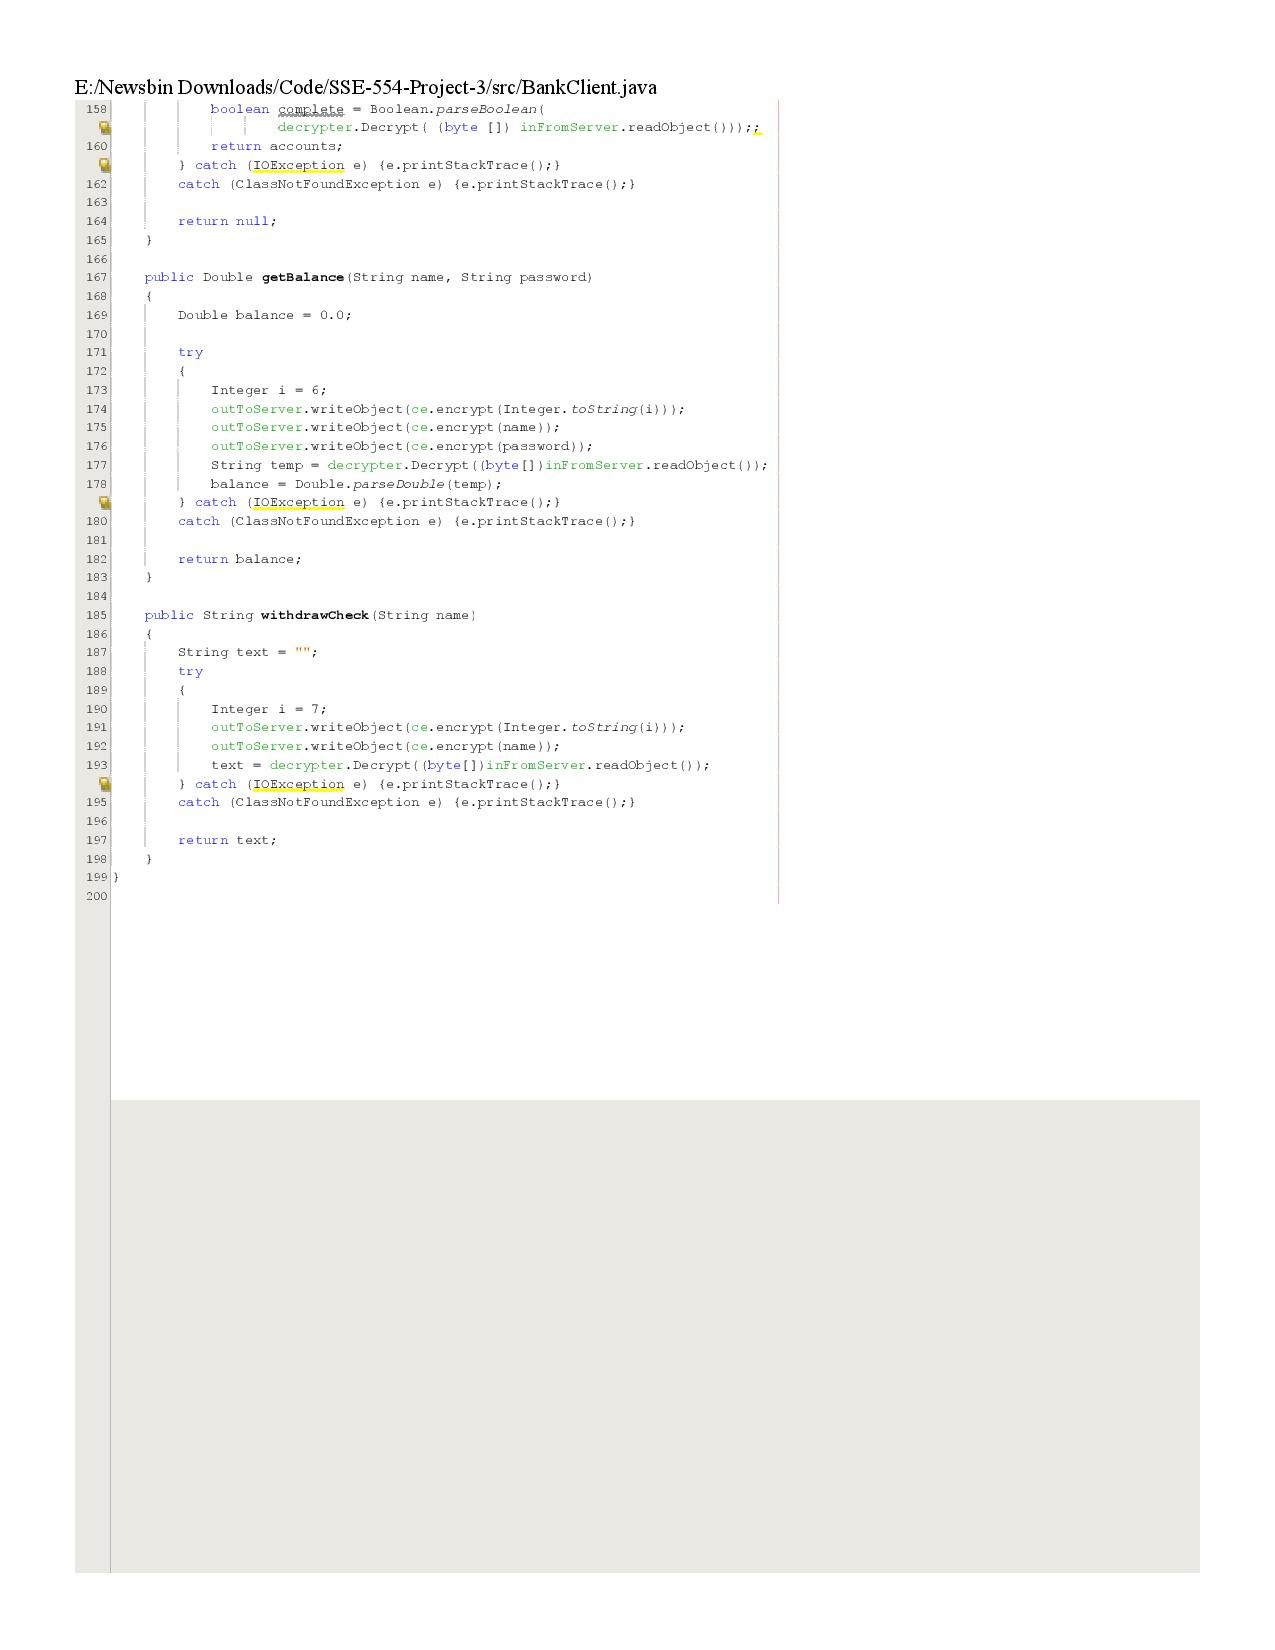 E:/Newsbin Downloads/Code/SSE-554-Project-3/src/BankClient.java
158             boolean complete = Boolean.parseBoolean(
                    decrypter.Decrypt( (byte []) inFromServer.readObject()));;
160             return accounts;
        } catch (IOException e) {e.printStackTrace();}
162         catch (ClassNotFoundException e) {e.printStackTrace();}
163
164         return null;
165     }
166
167     public Double getBalance(String name, String password)
168     {
169         Double balance = 0.0;
170
171         try
172         {
173             Integer i = 6;
174             outToServer.writeObject(ce.encrypt(Integer.toString(i)));
175             outToServer.writeObject(ce.encrypt(name));
176             outToServer.writeObject(ce.encrypt(password));
177             String temp = decrypter.Decrypt((byte[])inFromServer.readObject());
178             balance = Double.parseDouble(temp);
        } catch (IOException e) {e.printStackTrace();}
180         catch (ClassNotFoundException e) {e.printStackTrace();}
181
182         return balance;
183     }
184
185     public String withdrawCheck(String name)
186     {
187         String text = "";
188         try
189         {
190             Integer i = 7;
191             outToServer.writeObject(ce.encrypt(Integer.toString(i)));
192             outToServer.writeObject(ce.encrypt(name));
193             text = decrypter.Decrypt((byte[])inFromServer.readObject());
        } catch (IOException e) {e.printStackTrace();}
195         catch (ClassNotFoundException e) {e.printStackTrace();}
196
197         return text;
198     }
199 }
200